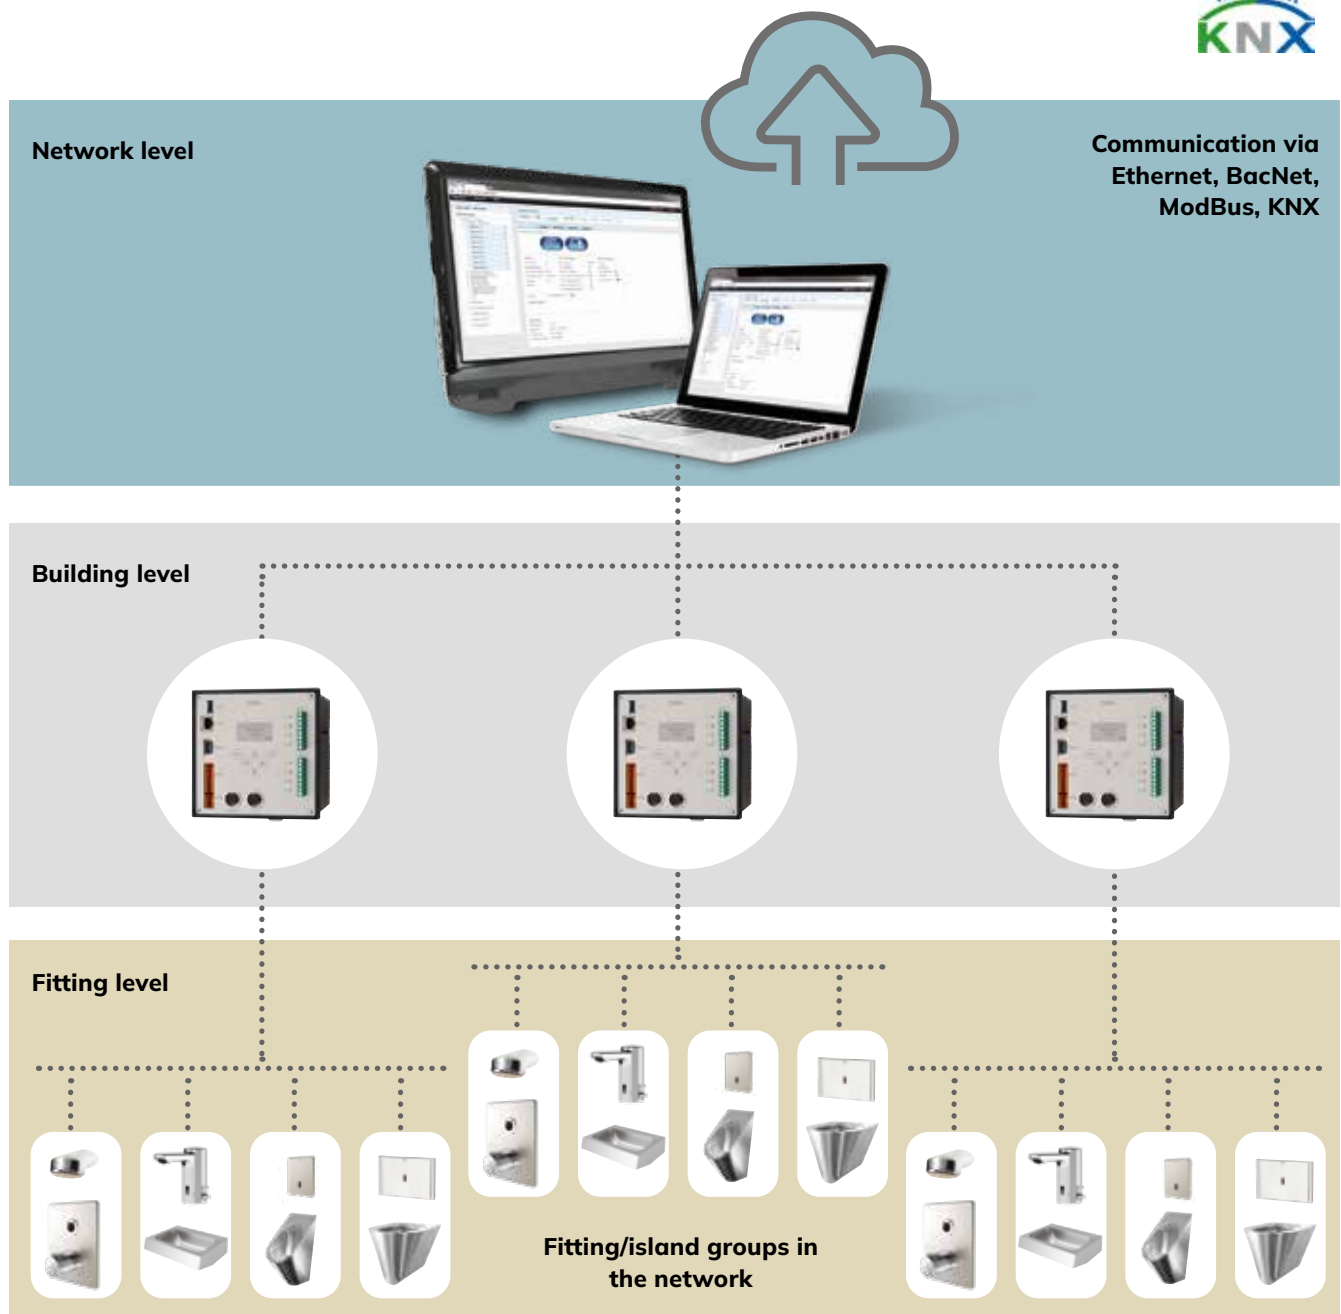 KNX
Network level
Communication via
Ethernet, BacNet,
ModBus, KNX
Building level
Fitting level
Fitting/island groups in
the network